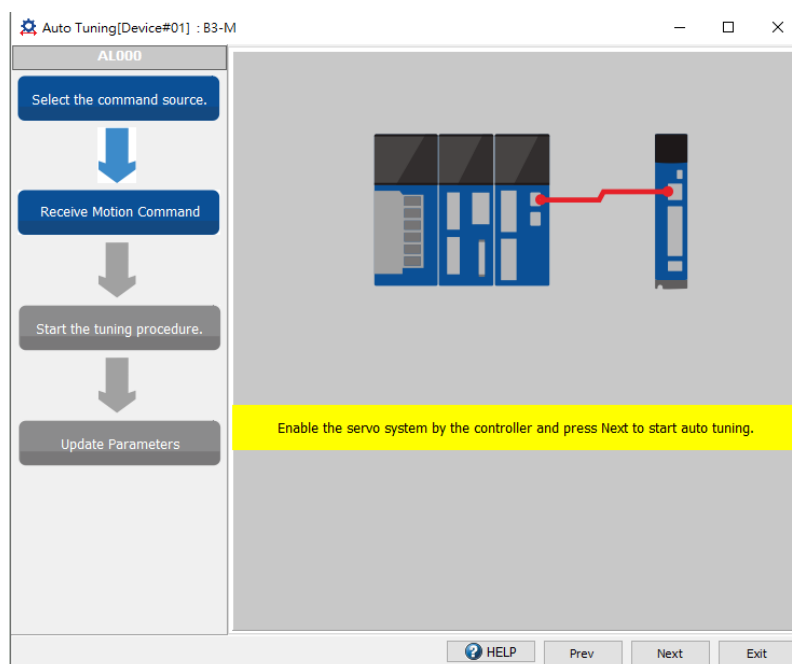 Auto Tuning[Device#01] : B3-M
AL000
Select the command source.
Receive Motion Command
Start the tuning procedure.
Update Parameters
Enable the servo system by the controller and press Next to start auto tuning.
HELP
Prev
Next
Exit